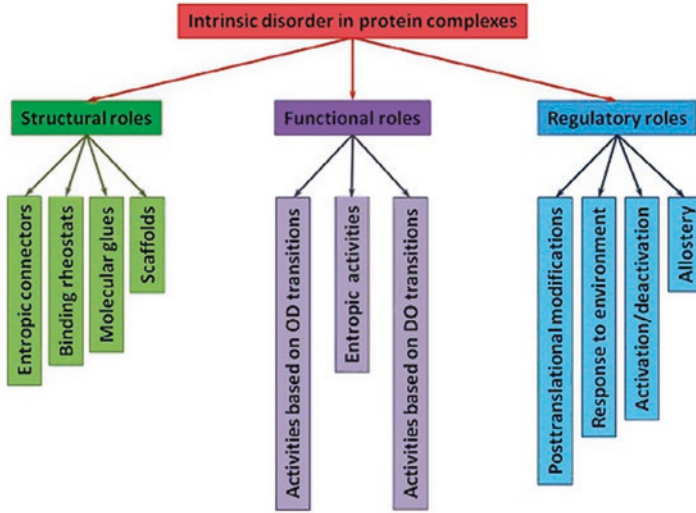 Intrinsic disorder in protein complexes
Structural roles
Functional roles
Regulatory roles
Entropic connectors
Binding rheostats
Molecular glues
Scaffolds
Activities based on OD transitions
Entropic activities
Activities based on DO transitions
Posttranslational modifications
Response to environment
Activation/deactivation
Allostery